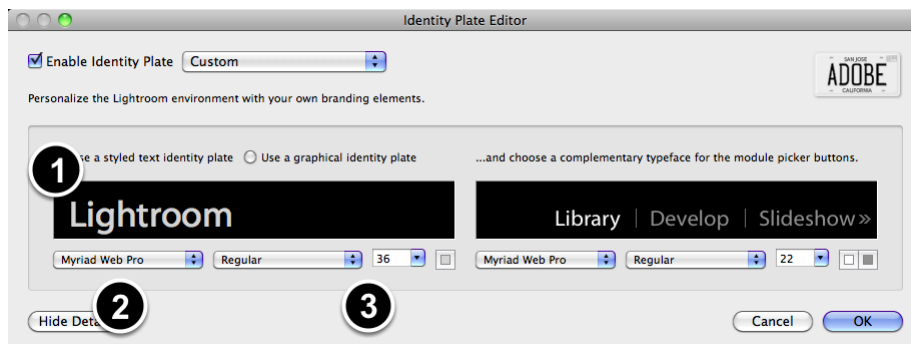 Identity Plate Editor
Enable Identity Plate Custom
SAN JOSE
ADOBE
CALIFORNIA
Personalize the Lightroom environment with your own branding elements.
1
a styled text identity plate Use a graphical identity plate
...and choose a complementary typeface for the module picker buttons.
Lightroom
Library | Develop | Slideshow »
Myriad Web Pro Regular 36
Myriad Web Pro Regular 22
2
3
Hide
Cancel OK